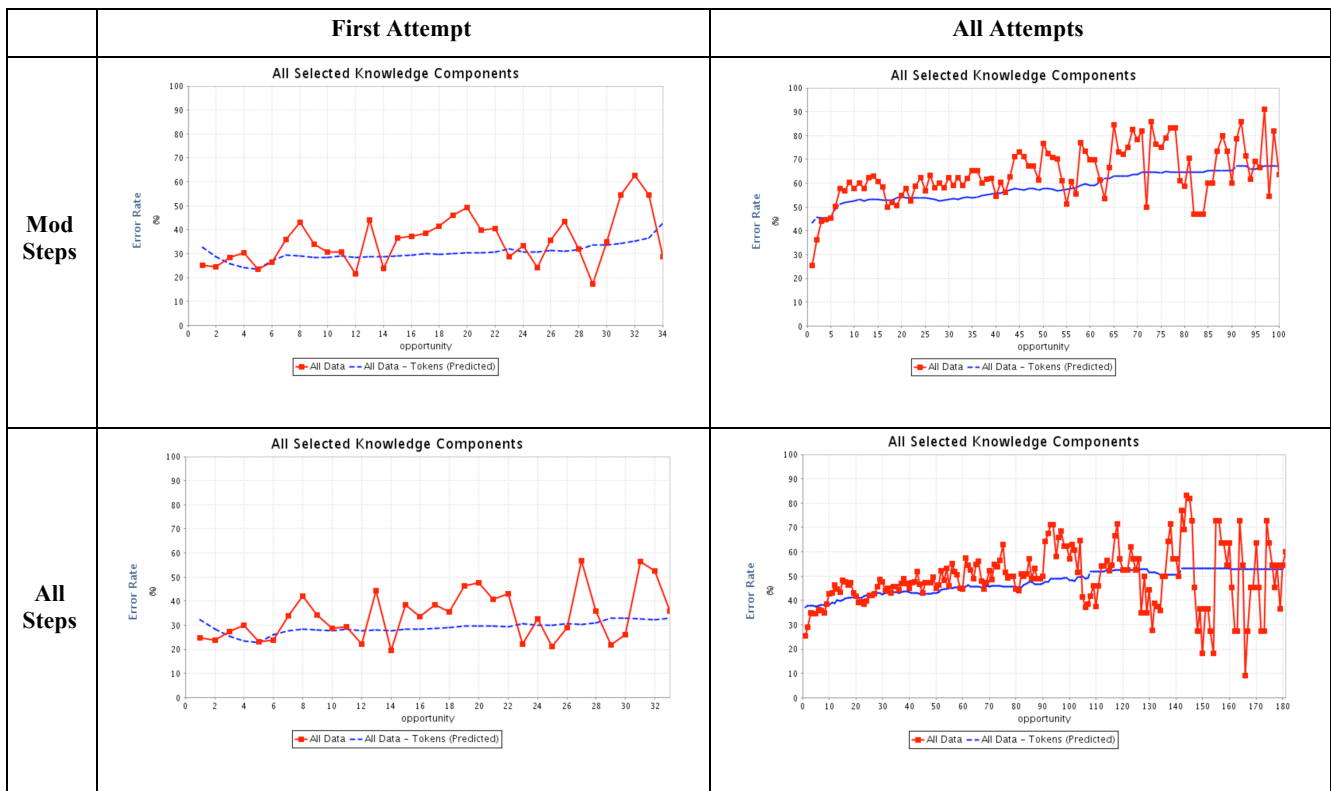 First Attempt
All Attempts
Mod
Steps
All Selected Knowledge Components
Error Rate
(%)
100
90
80
70
60
50
40
30
20
10
0
0 2 4 6 8 10 12 14 16 18 20 22 24 26 28 30 32 34
opportunity
All Data All Data - Tokens (Predicted)
All Selected Knowledge Components
Error Rate
(%)
100
90
80
70
60
50
40
30
20
10
0
0 5 10 15 20 25 30 35 40 45 50 55 60 65 70 75 80 85 90 95 100
opportunity
All Data All Data - Tokens (Predicted)
All
Steps
All Selected Knowledge Components
Error Rate
(%)
100
90
80
70
60
50
40
30
20
10
0
0 2 4 6 8 10 12 14 16 18 20 22 24 26 28 30 32
opportunity
All Data All Data - Tokens (Predicted)
All Selected Knowledge Components
Error Rate
(%)
100
90
80
70
60
50
40
30
20
10
0
0 10 20 30 40 50 60 70 80 90 100 110 120 130 140 150 160 170 180
opportunity
All Data All Data - Tokens (Predicted)